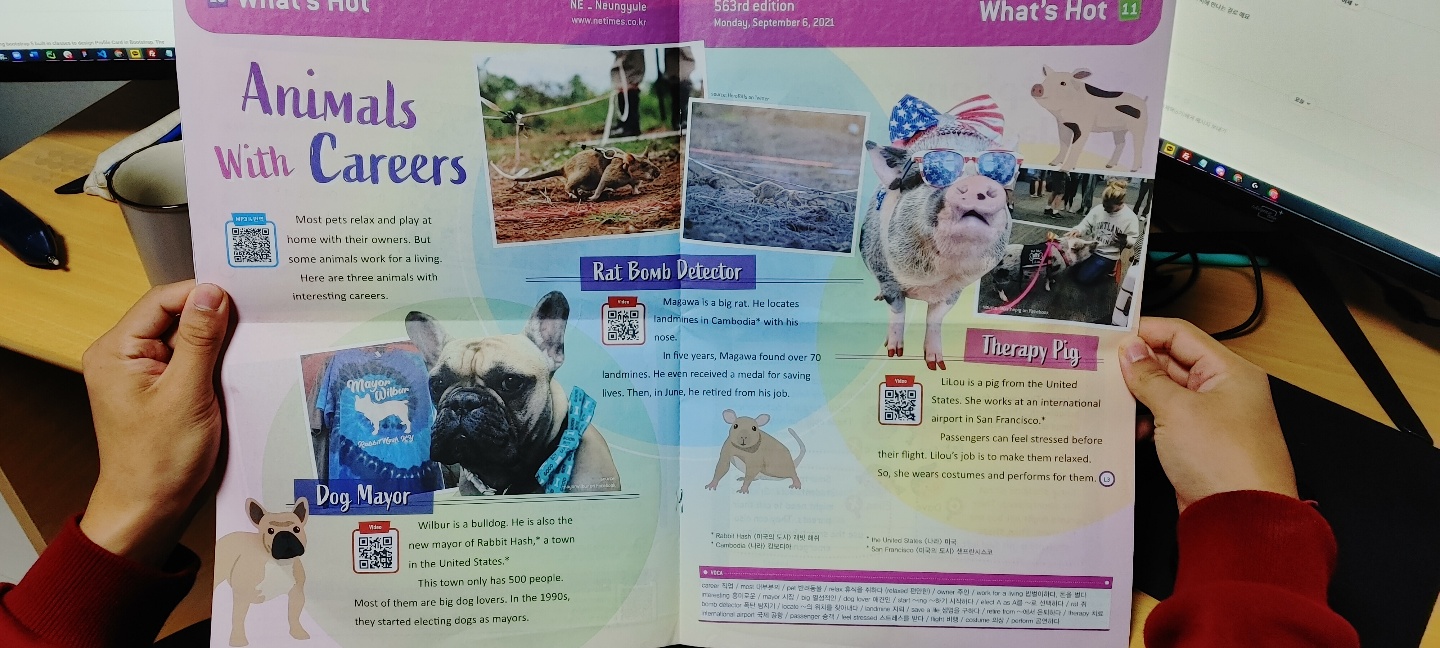 What's Hot
NE_Neungyule
www.netimes.co.kr
563rd edition
Monday, September 6, 2021
What's Hot 11
Animals
With Careers
MP3 & 번역
Most pets relax and play at
home with their owners. But
some animals work for a living.
Here are three animals with
interesting careers.
Rat Bomb Detector
Video
Magawa is a big rat. He locates
landmines in Cambodia* with his
nose.
In five years, Magawa found over 70
landmines. He even received a medal for saving
lives. Then, in June, he retired from his job.
Mayor
Wilbur
Rabbit Hash, KY
Dog Mayor
Video
Wilbur is a bulldog. He is also the
new mayor of Rabbit Hash,* a town
in the United States.*
This town only has 500 people.
Most of them are big dog lovers. In the 1990s,
they started electing dogs as mayors.
Therapy Pig
Video
LiLou is a pig from the United
States. She works at an international
airport in San Francisco.*
Passengers can feel stressed before
their flight. Lilou's job is to make them relaxed.
So, she wears costumes and performs for them. L3
* Rabbit Hash (미국의 도시) 래빗 해쉬
* Cambodia (나라) 캄보디아
* the United States (나라) 미국
* San Francisco (미국의 도시) 샌프란시스코
VOCA
career 직업 / most 대부분의 / pet 반려동물 / relax 휴식을 취하다 (relaxed 편안한) / owner 주인 / work for a living 밥벌이하다, 돈을 벌다
interesting 흥미로운 / mayor 시장 / big 열성적인 / dog lover 애견인 / start ~ing ~하기 시작하다 / elect A as A를 ~로 선택하다 / rat 쥐
bomb detector 폭탄 탐지기 / locate ~의 위치를 찾아내다 / landmine 지뢰 / save a life 생명을 구하다 / retire from ~에서 은퇴하다 / therapy 치료
international airport 국제 공항 / passenger 승객 / feel stressed 스트레스를 받다 / flight 비행 / costume 의상 / perform 공연하다